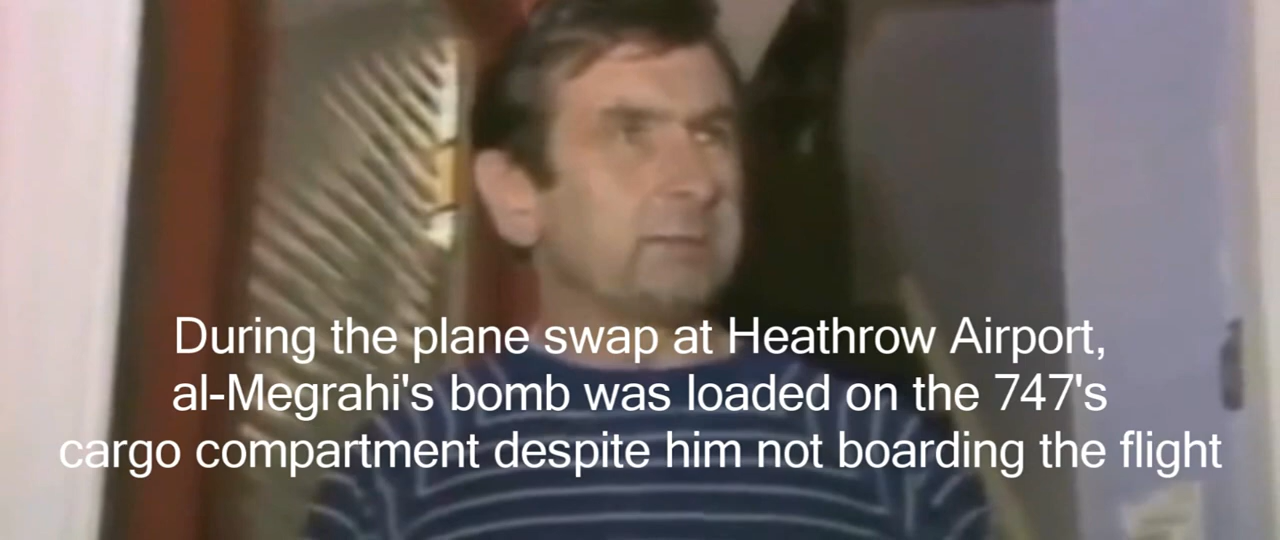 During the plane swap at Heathrow Airport,
al-Megrahi's bomb was loaded on the 747's
cargo compartment despite him not boarding the flight